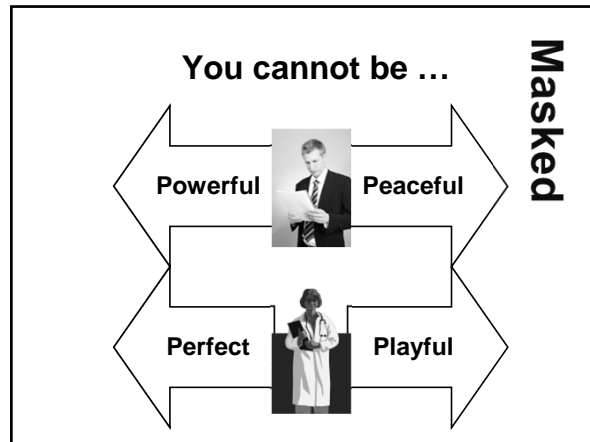 You cannot be …
Masked
Powerful
Peaceful
Perfect
Playful